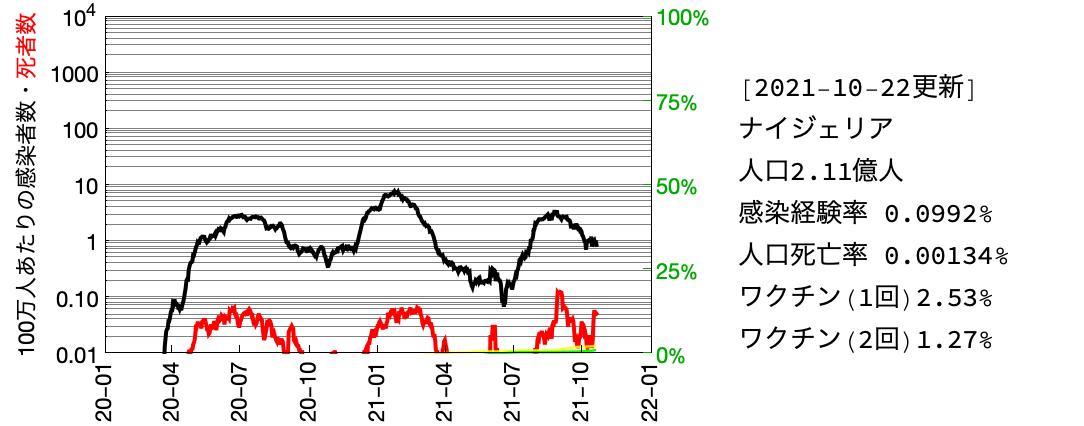 100万人あたりの感染者数・死者数
10^4
1000
100
10
1
0.10
0.01
100%
75%
50%
25%
0%
20-01
20-04
20-07
20-10
21-01
21-04
21-07
21-10
22-01
[2021-10-22更新]
ナイジェリア
人口2.11億人
感染経験率 0.0992%
人口死亡率 0.00134%
ワクチン(1回)2.53%
ワクチン(2回)1.27%